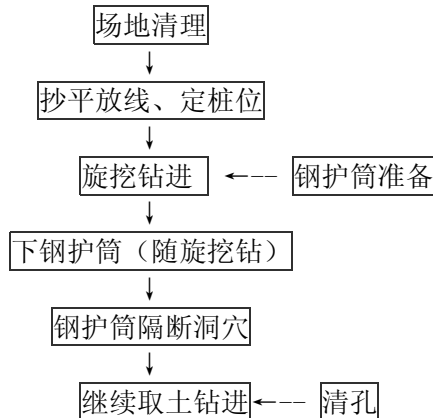 场地清理
抄平放线、定桩位
旋挖钻进
钢护筒准备
下钢护筒（随旋挖钻）
钢护筒隔断洞穴
继续取土钻进
清孔